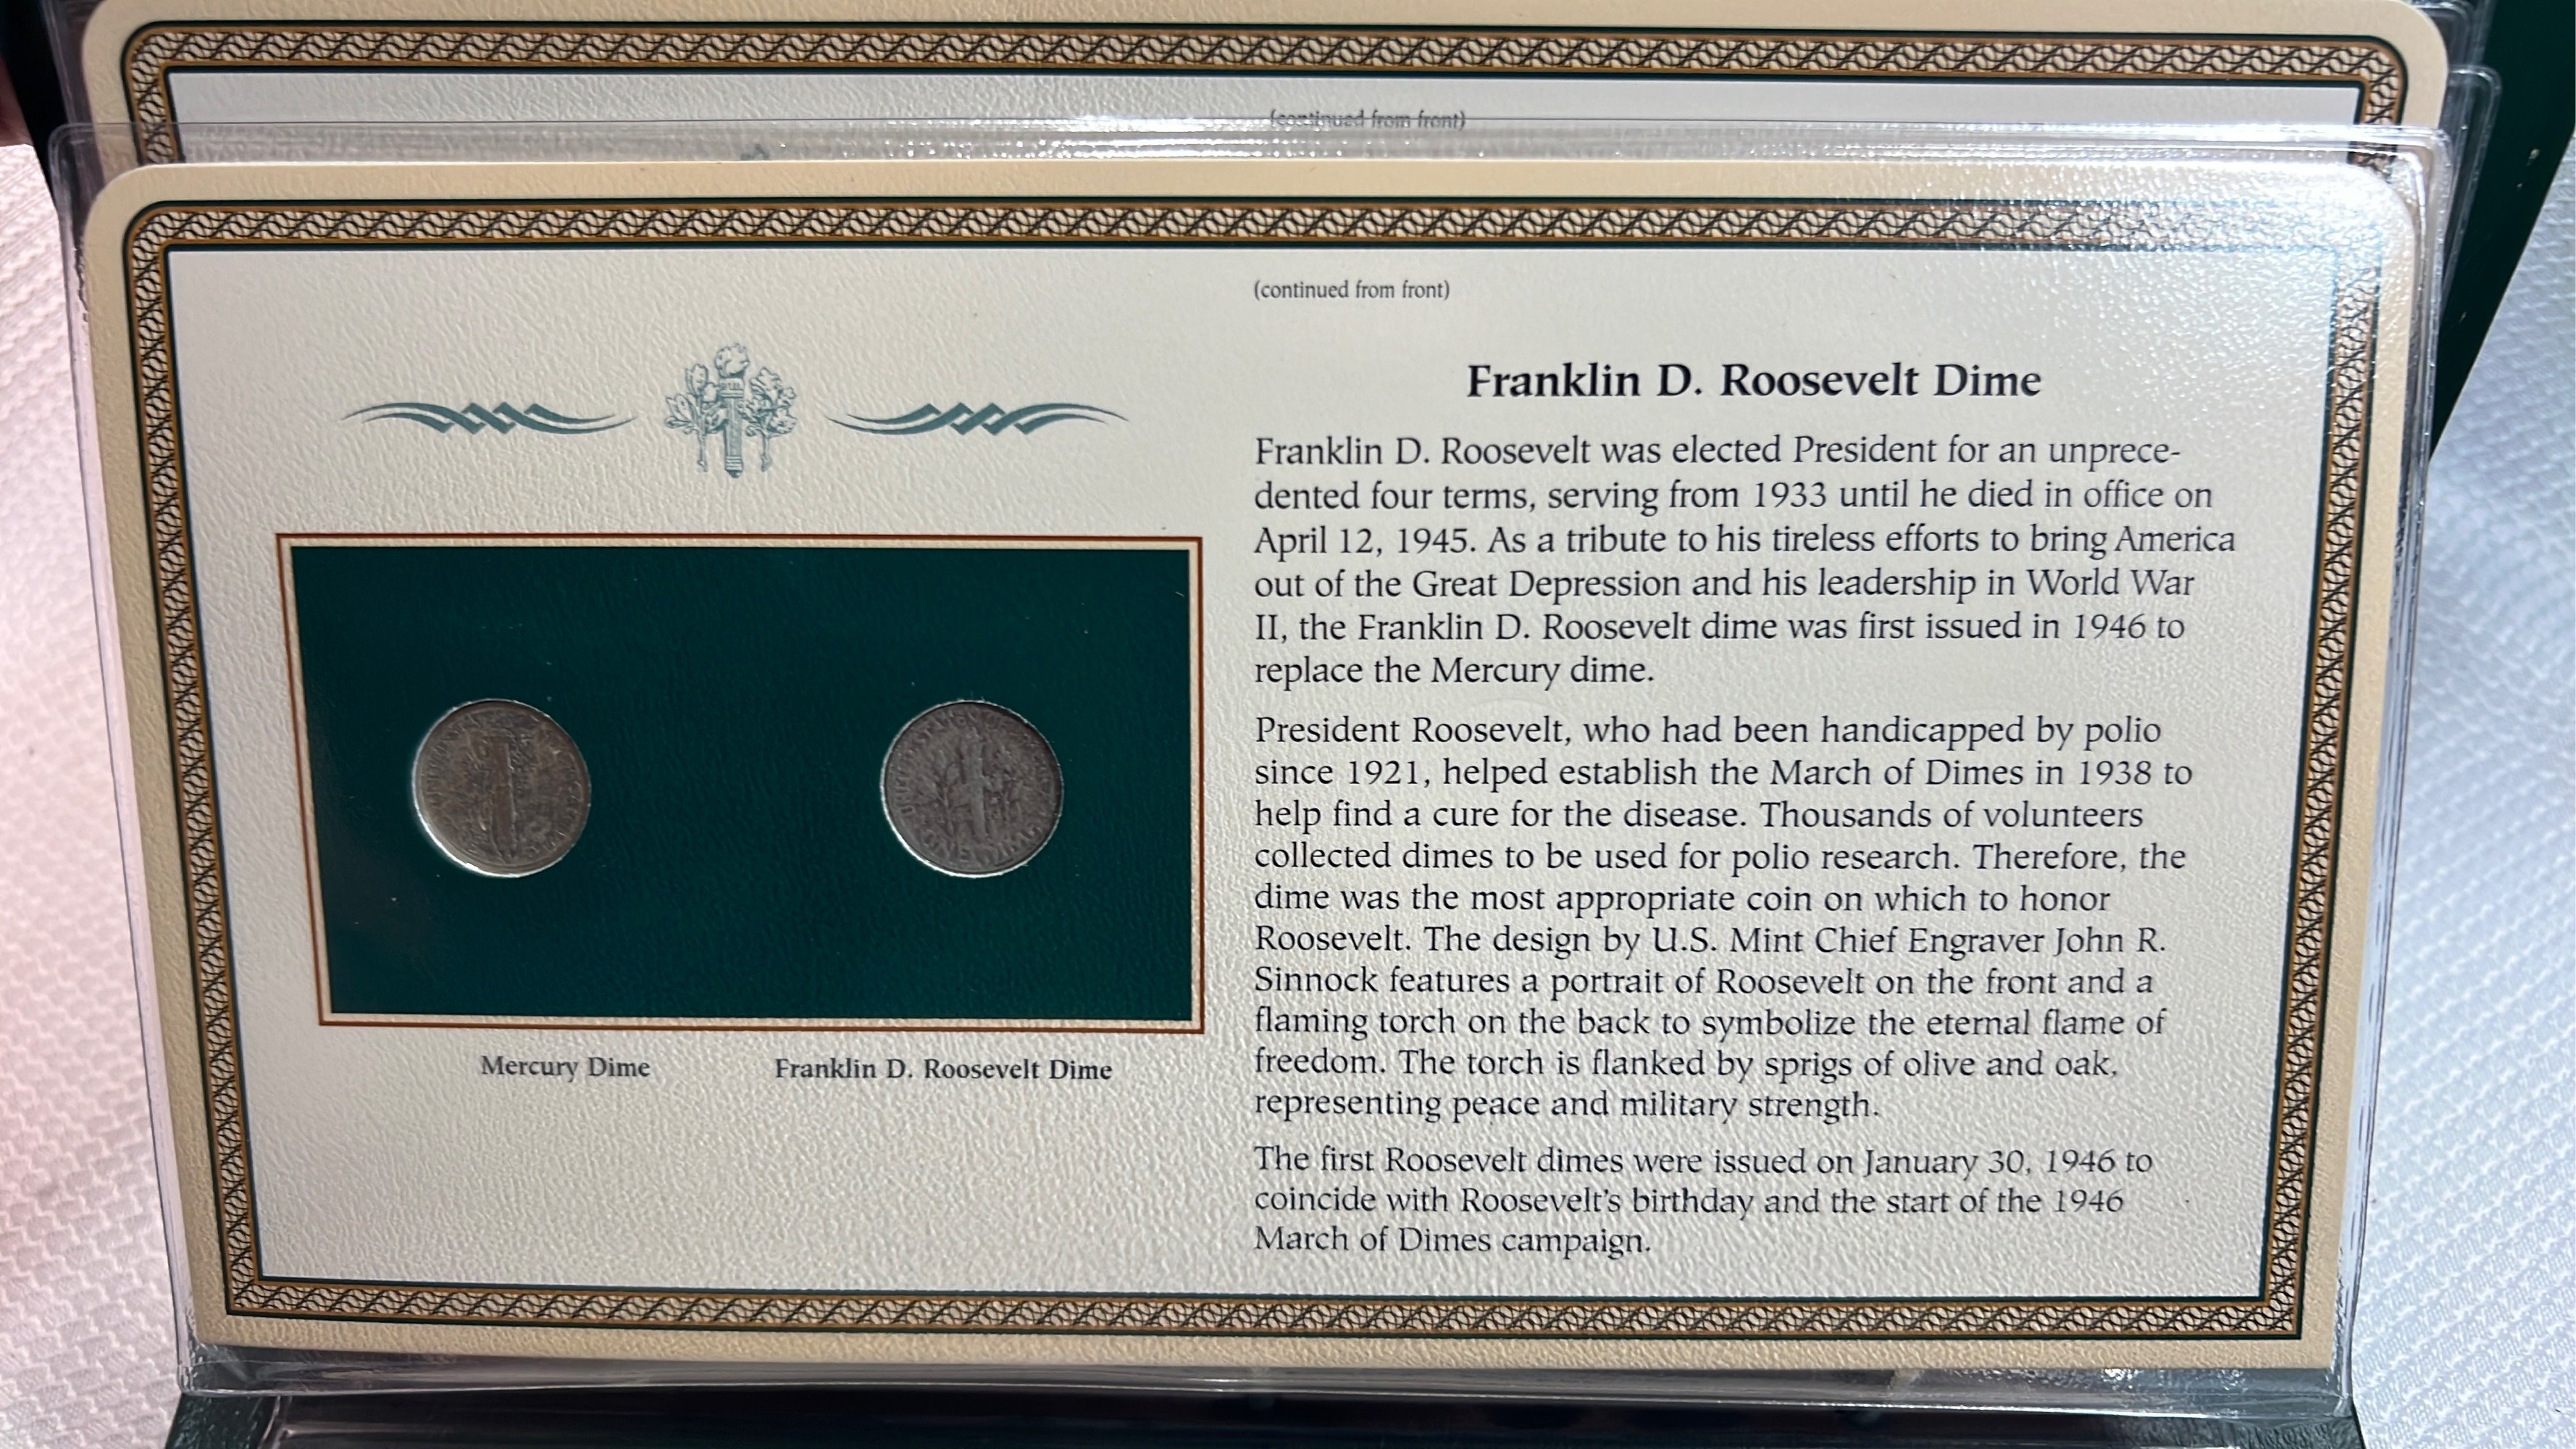 (continued from front)
(continued from front)
Franklin D. Roosevelt Dime
Franklin D. Roosevelt was elected President for an unprece-
dented four terms, serving from 1933 until he died in office on
April 12, 1945. As a tribute to his tireless efforts to bring America
out of the Great Depression and his leadership in World War
II, the Franklin D. Roosevelt dime was first issued in 1946 to
replace the Mercury dime.
President Roosevelt, who had been handicapped by polio
since 1921, helped establish the March of Dimes in 1938 to
help find a cure for the disease. Thousands of volunteers
collected dimes to be used for polio research. Therefore, the
dime was the most appropriate coin on which to honor
Roosevelt. The design by U.S. Mint Chief Engraver John R.
Sinnock features a portrait of Roosevelt on the front and a
flaming torch on the back to symbolize the eternal flame of
freedom. The torch is flanked by sprigs of olive and oak,
representing peace and military strength.
The first Roosevelt dimes were issued on January 30, 1946 to
coincide with Roosevelt's birthday and the start of the 1946
March of Dimes campaign.
Mercury Dime
Franklin D. Roosevelt Dime